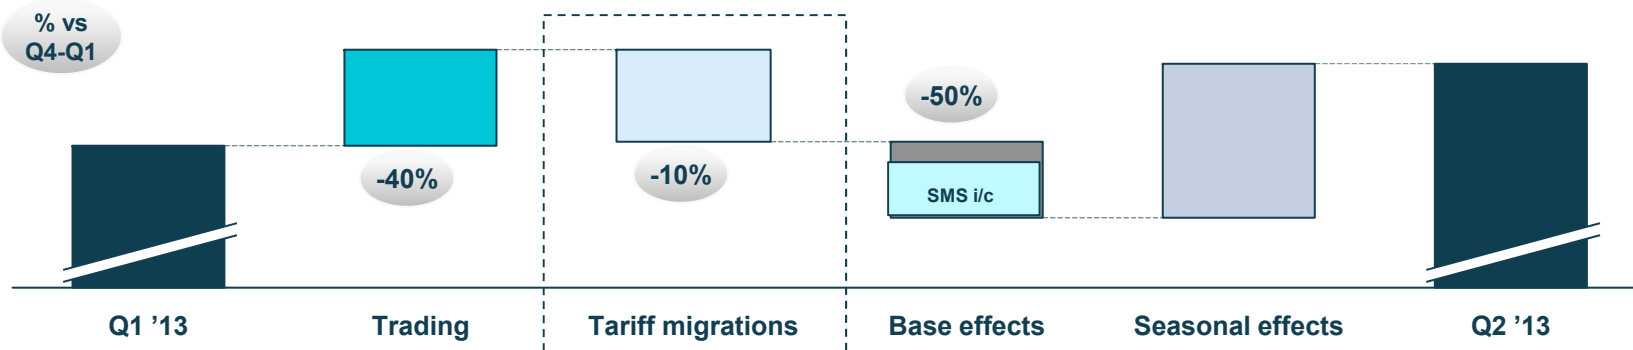 % vs
Q4-Q1
-50%
-40%
-10%
SMS i/c
Q1 ’13
Trading
Tariff migrations
Base effects
Seasonal effects
Q2 ’13